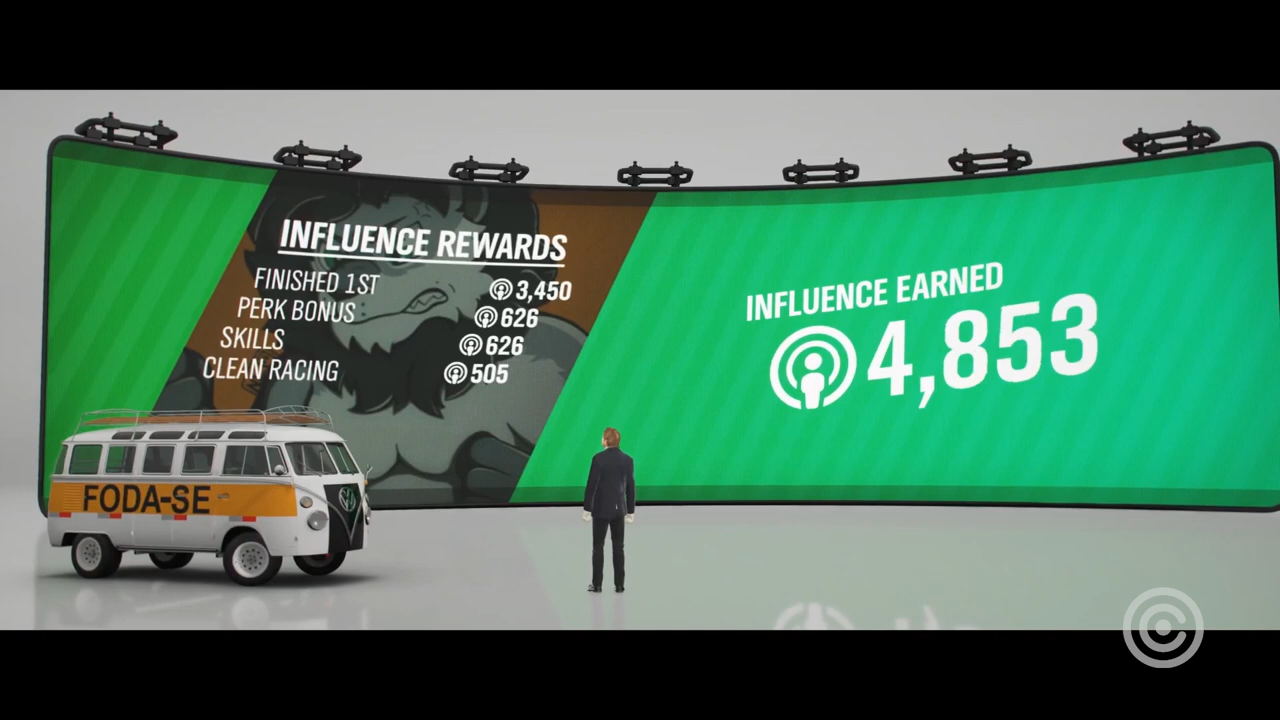 INFLUENCE REWARDS
FINISHED 1ST 3,450
PERK BONUS 626
SKILLS 626
CLEAN RACING 505
INFLUENCE EARNED
4,853
FODA-SE